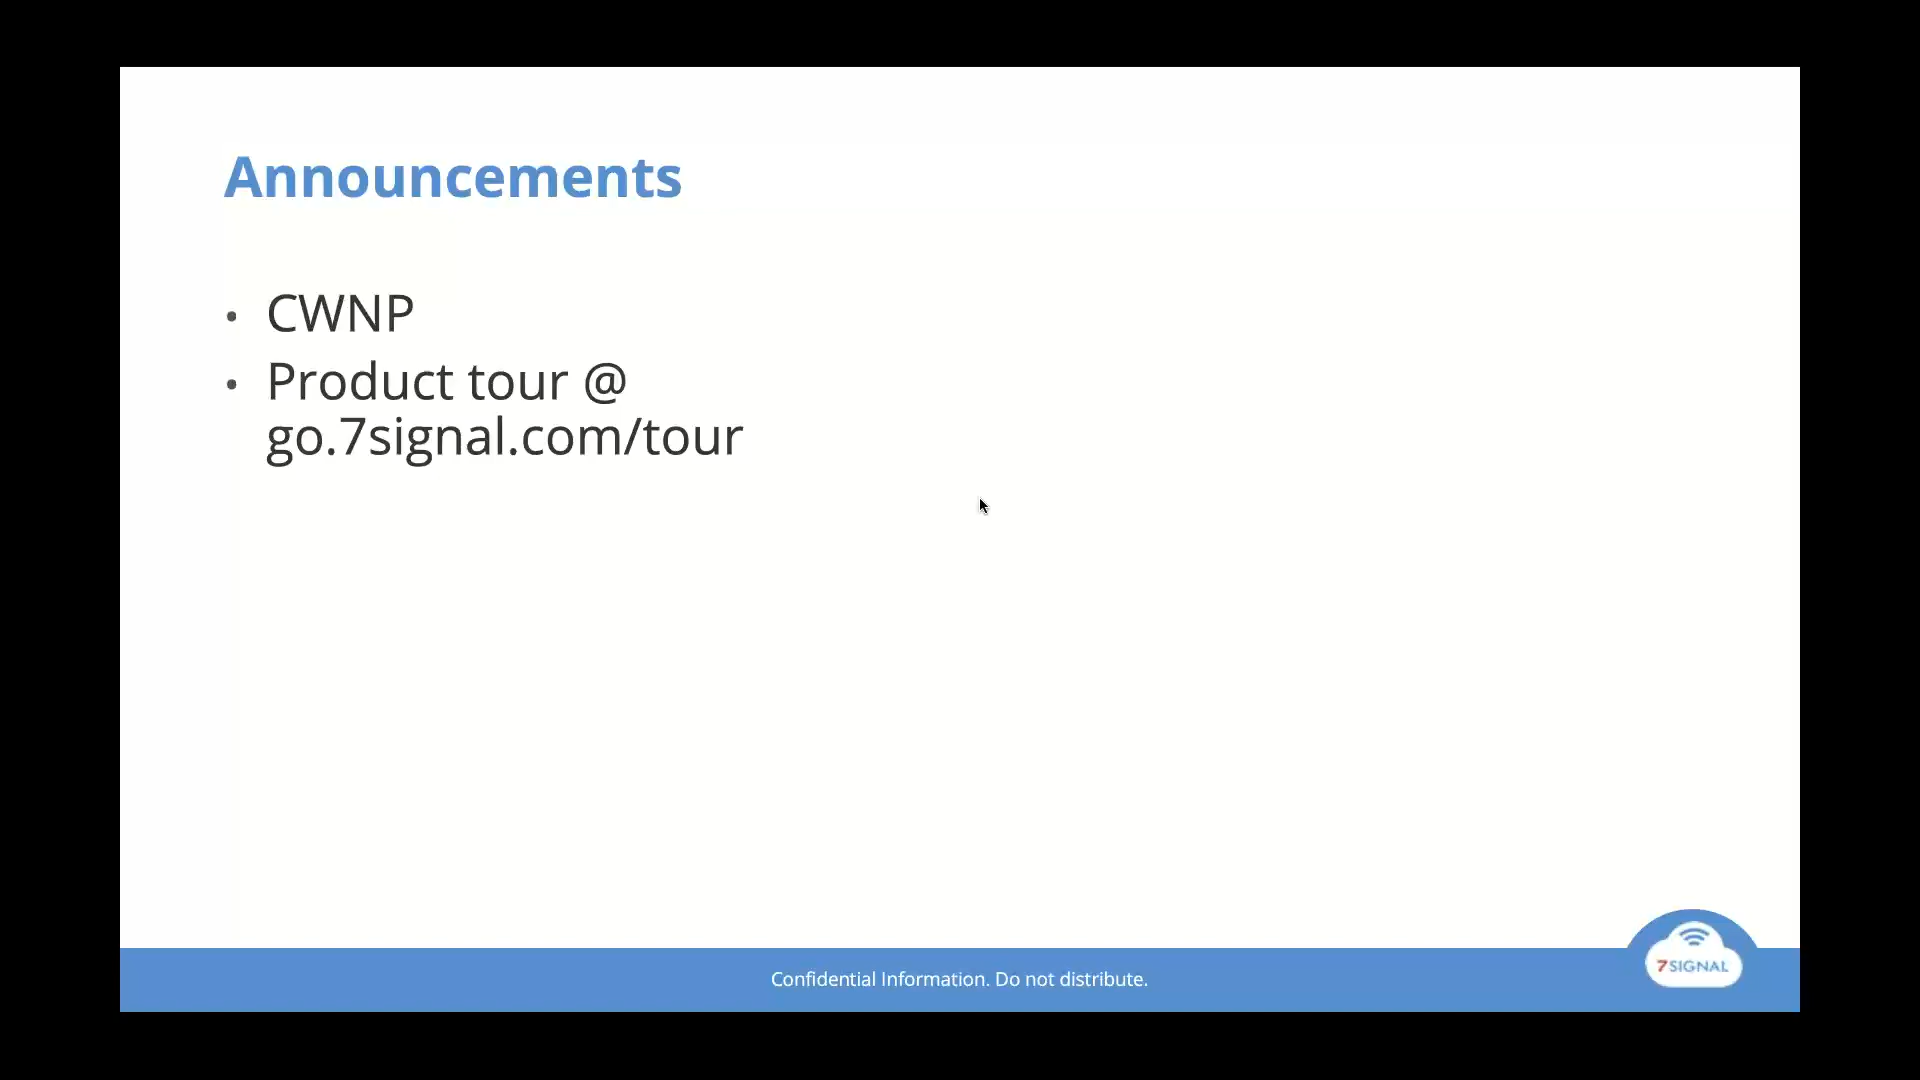 Announcements
• CWNP
• Product tour @
go.7signal.com/tour
Confidential Information. Do not distribute.
7SIGNAL